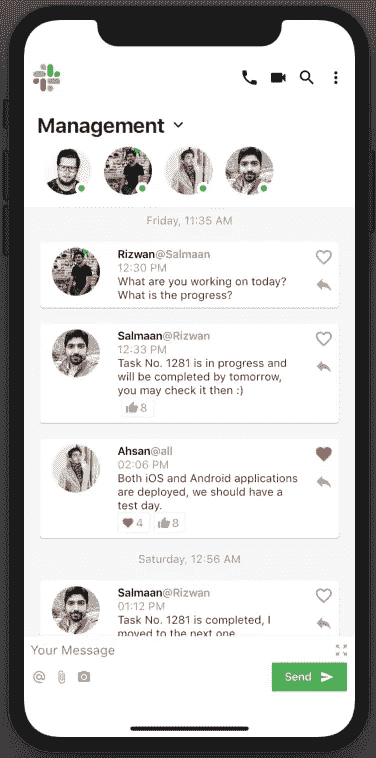 Management
Friday, 11:35 AM
Rizwan@Salmaan
12:30 PM
What are you working on today?
What is the progress?
Salmaan@Rizwan
12:33 PM
Task No. 1281 is in progress and
will be completed by tomorrow,
you may check it then :)
8
Ahsan@all
02:06 PM
Both iOS and Android applications
are deployed, we should have a
test day.
4 8
Saturday, 12:56 AM
Salmaan@Rizwan
01:12 PM
Task No. 1281 is completed, I
moved to the next one
Your Message
@
Send